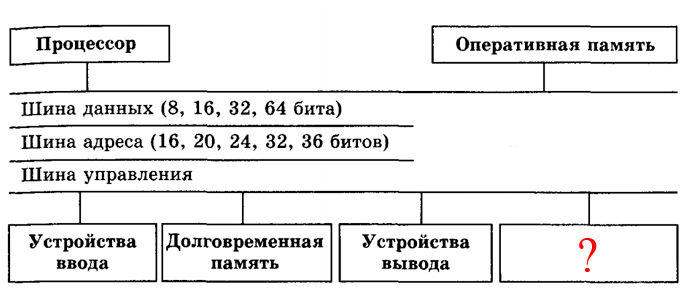 Процессор
Оперативная память
Шина данных (8, 16, 32, 64 бита)
Шина адреса (16, 20, 24, 32, 36 битов)
Шина управления
Устройства
ввода
Долговременная
память
Устройства
вывода
?